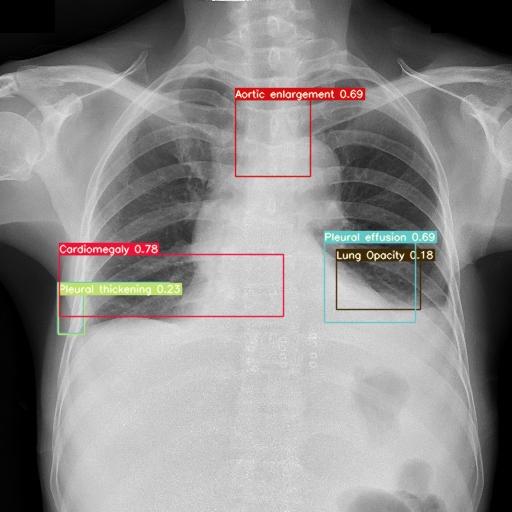 Aortic enlargement 0.69
Pleural effusion 0.69
Cardiomegaly 0.78
Lung Opacity 0.18
Pleural thickening 0.23